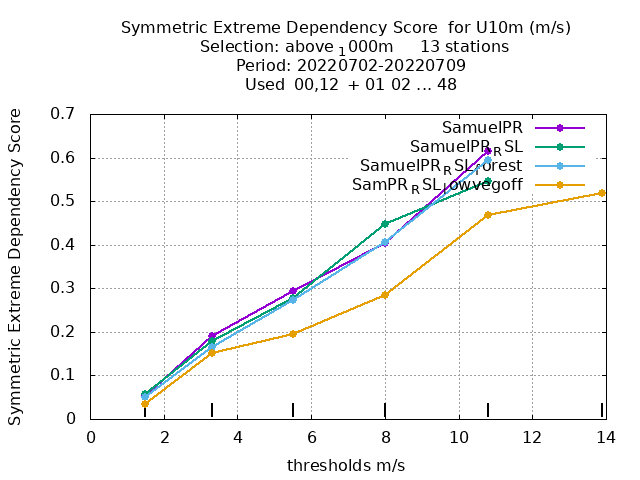 Symmetric Extreme Dependency Score for U10m (m/s)
Selection: above 1000m 13 stations
Period: 20220702-20220709
Used 00,12 + 01 02 ... 48
Symmetric Extreme Dependency Score
0.7
0.6
0.5
0.4
0.3
0.2
0.1
0
SamuelPR
SamuelPR_RSL
SamuelPR_RSL_forest
SamPR_RSL_lowvegoff
0 2 4 6 8 10 12 14
thresholds m/s